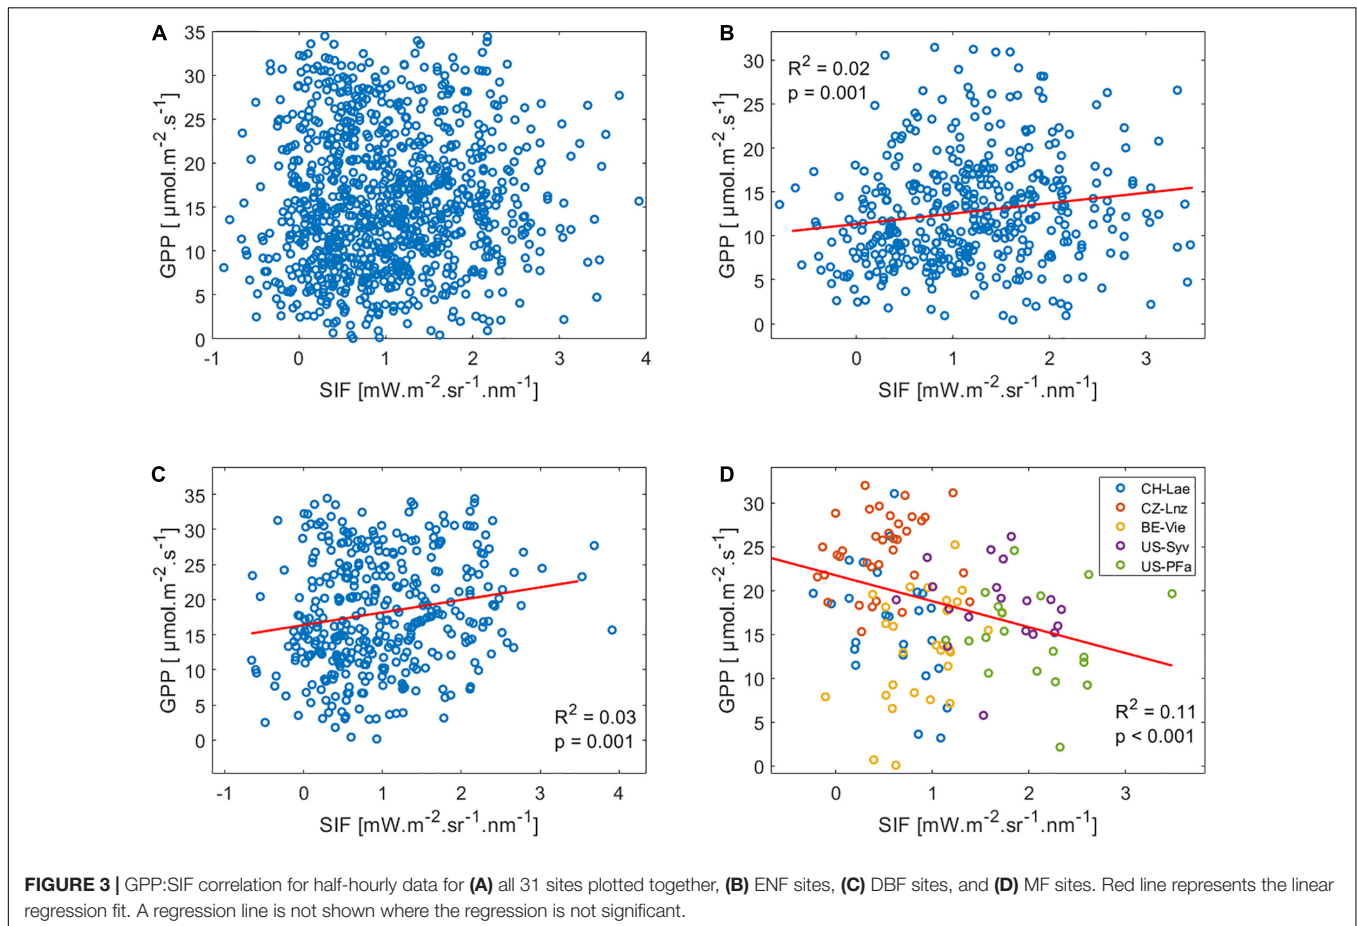 A
35
30
25
20
15
10
5
0
GPP [ µmol.m⁻².s⁻¹]
-1 0 1 2 3 4
SIF [mW.m⁻².sr⁻¹.nm⁻¹]
B
R² = 0.02
p = 0.001
30
25
20
15
10
5
0
GPP [ µmol.m⁻².s⁻¹]
0 1 2 3
SIF [mW.m⁻².sr⁻¹.nm⁻¹]
C
35
30
25
20
15
10
5
0
GPP [ µmol.m⁻².s⁻¹]
R² = 0.03
p = 0.001
-1 0 1 2 3 4
SIF [mW.m⁻².sr⁻¹.nm⁻¹]
D
CH-Lae
CZ-Lnz
BE-Vie
US-Syv
US-PFa
30
25
20
15
10
5
0
GPP [ µmol.m⁻².s⁻¹]
R² = 0.11
p < 0.001
0 1 2 3
SIF [mW.m⁻².sr⁻¹.nm⁻¹]
FIGURE 3 | GPP:SIF correlation for half-hourly data for (A) all 31 sites plotted together, (B) ENF sites, (C) DBF sites, and (D) MF sites. Red line represents the linear
regression fit. A regression line is not shown where the regression is not significant.